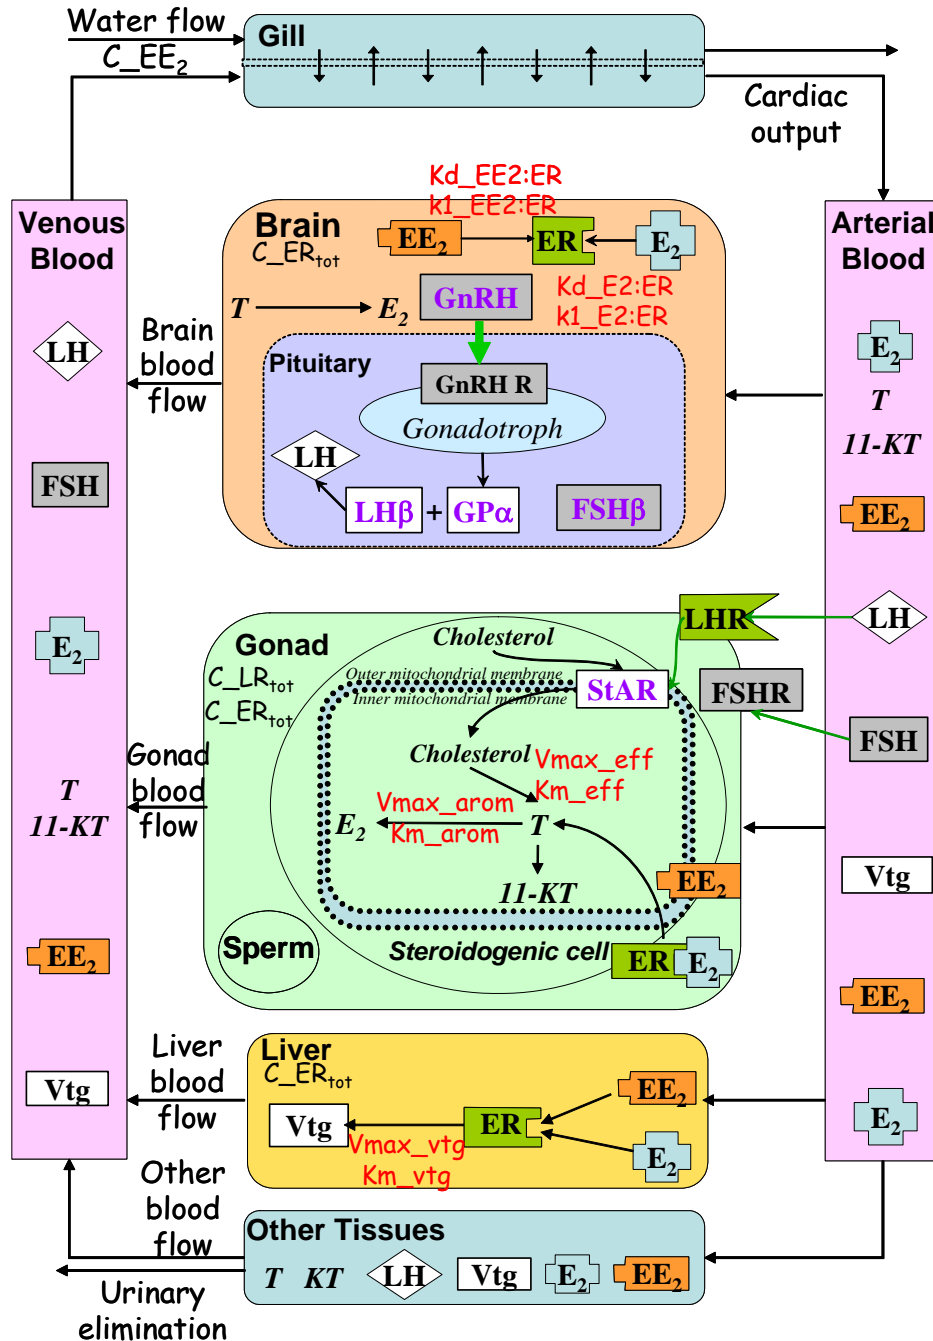 Water flow
C_EE2
Gill
Cardiac
output
Venous
Blood
LH
FSH
E2
T
11-KT
EE2
Vtg
Brain
blood
flow
Gonad
blood
flow
Liver
blood
flow
Other
blood
flow
Urinary
elimination
Kd_EE2:ER
k1_EE2:ER
Brain
C_ERtot
EE2
ER
E2
Kd_E2:ER
k1_E2:ER
T
E2
GnRH
Pituitary
GnRH R
Gonadotroph
LH
LHβ + GPα
FSHβ
Gonad
C_LRtot
C_ERtot
Cholesterol
Outer mitochondrial membrane
Inner mitochondrial membrane
StAR
LHR
FSHR
Cholesterol
Vmax_eff
Km_eff
Vmax_arom
Km_arom
E2
T
11-KT
EE2
ER
E2
Steroidogenic cell
Sperm
Liver
C_ERtot
Vtg
Vmax_vtg
Km_vtg
ER
EE2
E2
Other Tissues
T
KT
LH
Vtg
E2
EE2
Arterial
Blood
E2
T
11-KT
EE2
LH
FSH
Vtg
EE2
E2